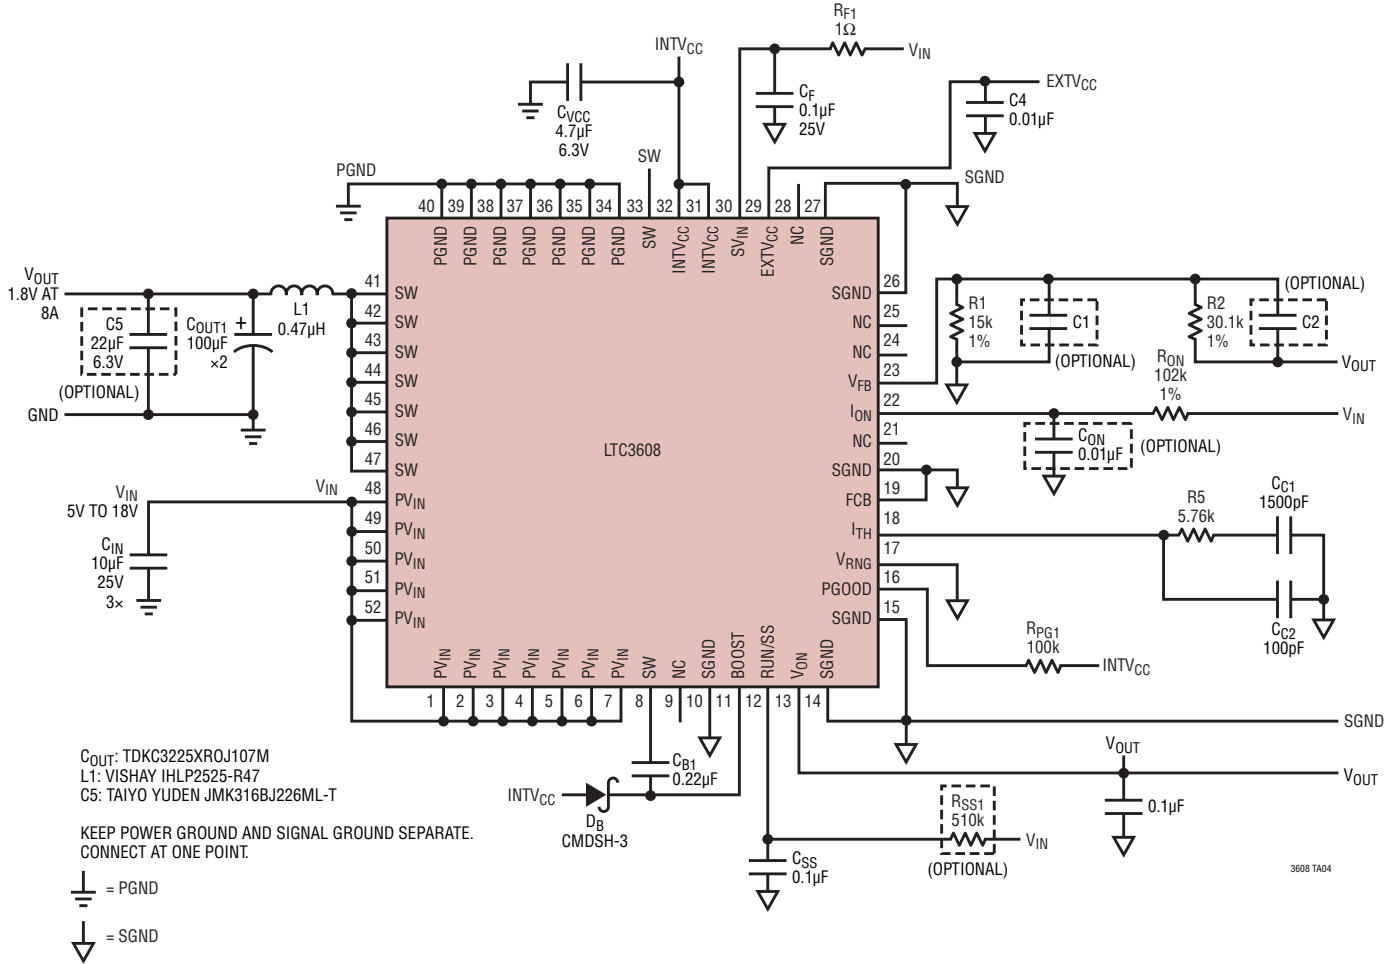 RF1
1Ω
VIN
INTVCC
CVCC
4.7µF
6.3V
CF
0.1µF
25V
EXTVCC
C4
0.01µF
SW
PGND
SGND
40 39 38 37 36 35 34 33 32 31 30 29 28 27
PGND PGND PGND PGND PGND PGND PGND SW INTVCC INTVCC SVIN EXTVCC NC SGND
VOUT
1.8V AT
8A
C5
22µF
6.3V
(OPTIONAL)
COUT1
100µF
×2
+
L1
0.47µH
GND
41 SW
42 SW
43 SW
44 SW
45 SW
46 SW
47 SW
48 PVIN
49 PVIN
50 PVIN
51 PVIN
52 PVIN
VIN
VIN
5V TO 18V
CIN
10µF
25V
3×
LTC3608
SGND 26
NC 25
NC 24
VFB 23
ION 22
NC 21
SGND 20
FCB 19
ITH 18
VRNG 17
PGOOD 16
SGND 15
R1
15k
1%
C1
(OPTIONAL)
R2
30.1k
1%
(OPTIONAL)
C2
VOUT
RON
102k
1%
VIN
CON
0.01µF
(OPTIONAL)
R5
5.76k
CC1
1500pF
CC2
100pF
RPG1
100k
INTVCC
PVIN PVIN PVIN PVIN PVIN PVIN PVIN SW NC SGND BOOST RUN/SS VON SGND
1 2 3 4 5 6 7 8 9 10 11 12 13 14
SGND
VOUT
VOUT
0.1µF
CB1
0.22µF
INTVCC
DB
CMDSH-3
CSS
0.1µF
RSS1
510k
(OPTIONAL)
VIN
COUT: TDKC3225XROJ107M
L1: VISHAY IHLP2525-R47
C5: TAIYO YUDEN JMK316BJ226ML-T
KEEP POWER GROUND AND SIGNAL GROUND SEPARATE.
CONNECT AT ONE POINT.
= PGND
= SGND
3608 TA04